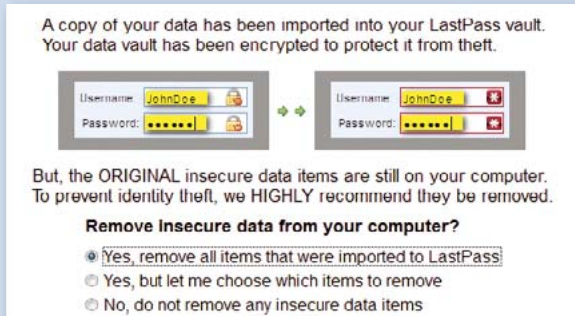 A copy of your data has been imported into your LastPass vault.
Your data vault has been encrypted to protect it from theft.
Username JohnDoe Username JohnDoe
Password: •••••• Password: ••••••
But, the ORIGINAL insecure data items are still on your computer.
To prevent identity theft, we HIGHLY recommend they be removed.
Remove insecure data from your computer?
Yes, remove all items that were imported to LastPass
Yes, but let me choose which items to remove
No, do not remove any insecure data items